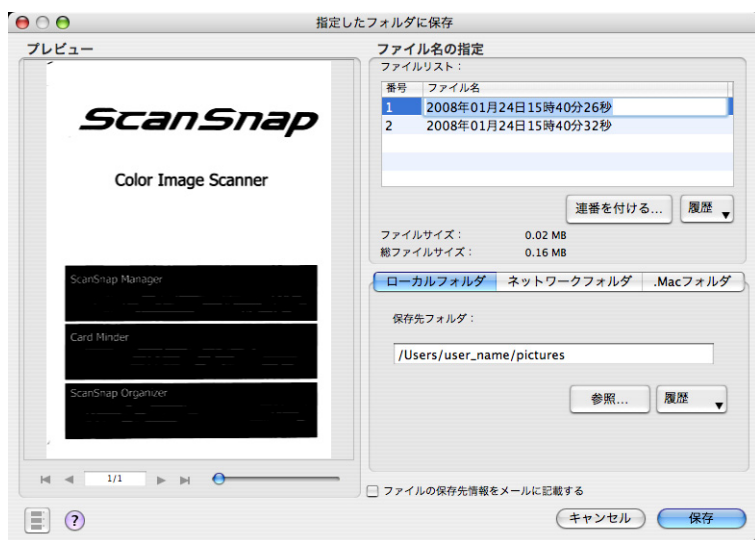 指定したフォルダに保存
プレビュー
ScanSnap
Color Image Scanner
ScanSnap Manager
Card Minder
ScanSnap Organizer
1/1
ファイル名の指定
ファイルリスト：
番号 ファイル名
1 2008年01月24日15時40分26秒
2 2008年01月24日15時40分32秒
連番を付ける... 履歴
ファイルサイズ： 0.02 MB
総ファイルサイズ： 0.16 MB
ローカルフォルダ ネットワークフォルダ .Macフォルダ
保存先フォルダ：
/Users/user_name/pictures
参照... 履歴
ファイルの保存先情報をメールに記載する
?
キャンセル 保存